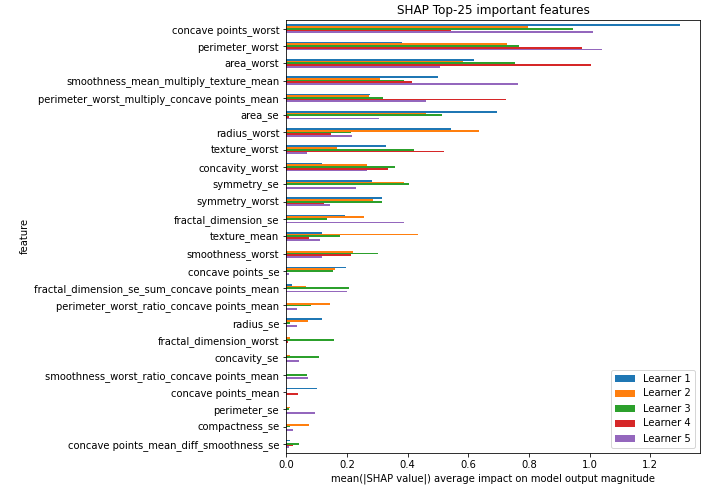 SHAP Top-25 important features
concave points_worst
perimeter_worst
area_worst
smoothness_mean_multiply_texture_mean
perimeter_worst_multiply_concave points_mean
area_se
radius_worst
texture_worst
concavity_worst
symmetry_se
symmetry_worst
fractal_dimension_se
texture_mean
smoothness_worst
concave points_se
fractal_dimension_se_sum_concave points_mean
perimeter_worst_ratio_concave points_mean
radius_se
fractal_dimension_worst
concavity_se
smoothness_worst_ratio_concave points_mean
concave points_mean
perimeter_se
compactness_se
concave points_mean_diff_smoothness_se
feature
Learner 1
Learner 2
Learner 3
Learner 4
Learner 5
0.0 0.2 0.4 0.6 0.8 1.0 1.2
mean(|SHAP value|) average impact on model output magnitude